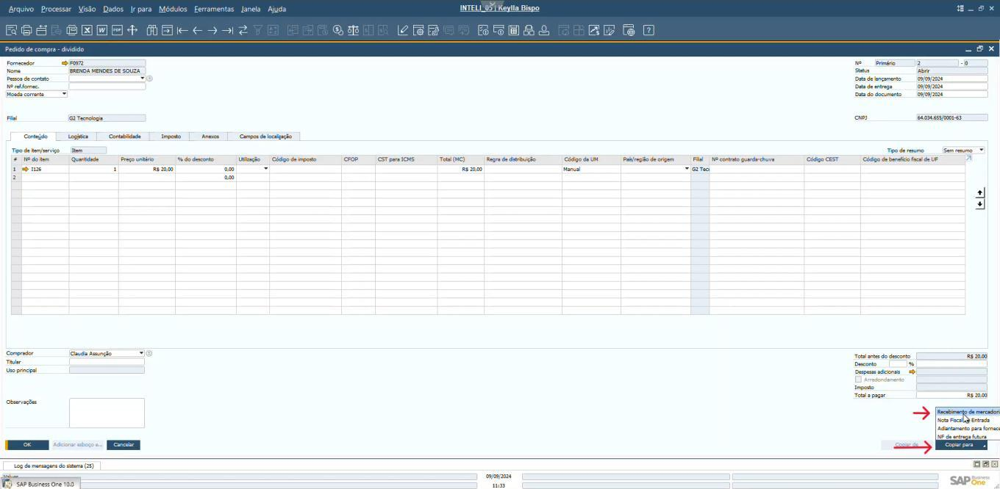 Arquivo Processar Visão Dados Ir para Módulos Ferramentas Janela Ajuda INTELI_05 | Keylla Bispo
Pedido de compra - dividido
Fornecedor F0972 Nº Primário 2 - 0
Nome BRENDA MENDES DE SOUZA Status Abrir
Pessoa de contato Data de lançamento 09/09/2024
Nº ref.fornec. Data de entrega 09/09/2024
Moeda corrente Data do documento 09/09/2024
Filial G2 Tecnologia CNPJ 64.034.655/0001-63
Conteúdo Logística Contabilidade Imposto Anexos Campos de localização
Tipo de item/serviço Item Tipo de resumo Sem resumo
# Nº do item Quantidade Preço unitário % do desconto Utilização Código de imposto CFOP CST para ICMS Total (MC) Regra de distribuição Código da UM País/região de origem Filial Nº contrato guarda-chuva Código CEST Código de benefício fiscal de UF
1 I126 1 R$ 20,00 0,00 R$ 20,00 Manual G2 Tec
2 0,00
Comprador Claudia Assunção
Titular
Uso principal
Total antes do desconto R$ 20,00
Desconto %
Despesas adicionais
Arredondamento
Imposto
Total a pagar R$ 20,00
Observações
Recebimento de mercadori
Nota Fiscal Entrada
Adiantamento para fornece
NF de entrega futura
OK Adicionar esboço e... Cancelar Copiar de Copiar para
Log de mensagens do sistema (25)
09/09/2024
11:33
SAP Business One 10.0
SAP Business One